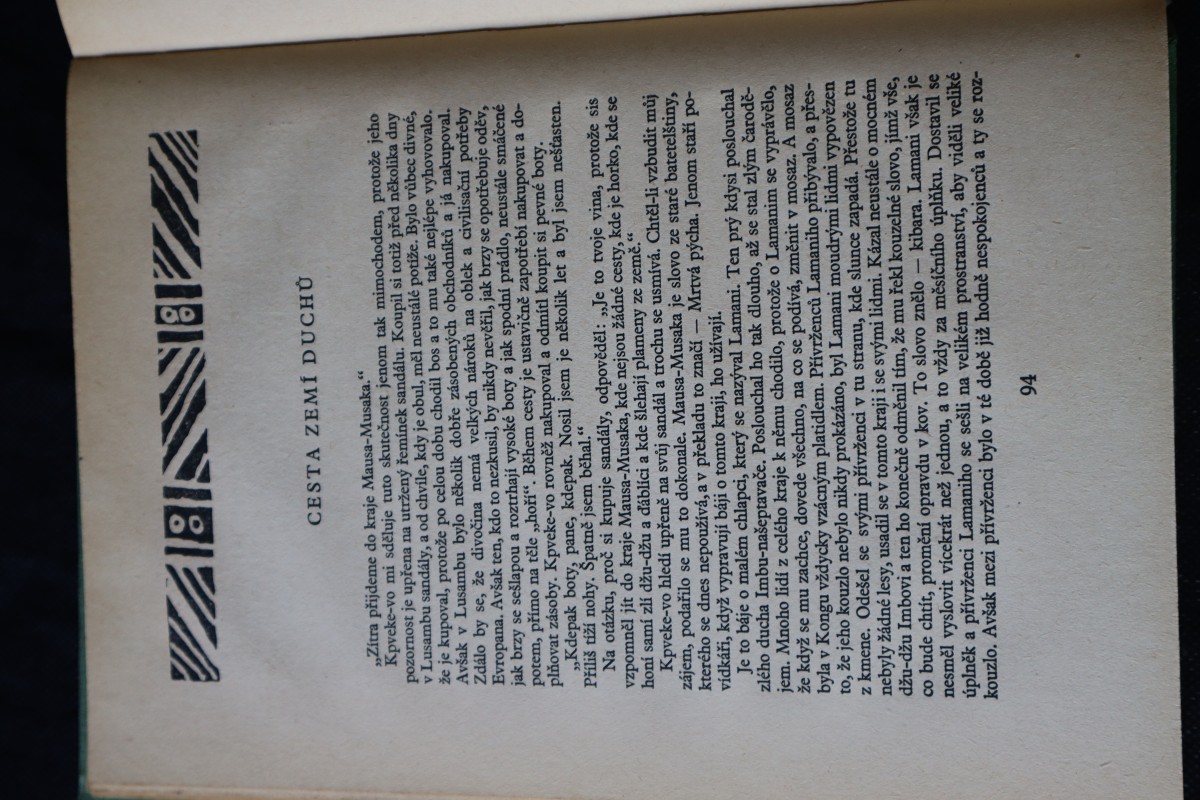 CESTA ZEMÍ DUCHŮ
„Zítra přijdeme do kraje Mausa-Musaka.“
Kpveke-vo mi sděluje tuto skutečnost jenom tak mimochodem, protože jeho
pozornost je upřena na utržený řemínek sandálu. Koupil si totiž před několika dny
v Lusambu sandály, a od chvíle, kdy je obul, měl neustálé potíže. Bylo vůbec divné,
že je kupoval, protože po celou dobu chodil bos a to mu také nejlépe vyhovovalo.
Avšak v Lusambu bylo několik dobře zásobených obchodníků a já nakupoval.
Zdálo by se, že divočina nemá velkých nároků na oblek a civilisační potřeby
Evropana. Avšak ten, kdo to nezkusil, by nikdy nevěřil, jak brzy se opotřebuje oděv,
jak brzy se sešlapou a roztrhají vysoké boty a jak spodní prádlo, neustále smáčené
potem, přímo na těle „hoří“. Během cesty je ustavičně zapotřebí nakupovat a do-
plňovat zásoby. Kpveke-vo rovněž nakupoval a odmítl koupit si pevné boty.
„Kdepak boty, pane, kdepak. Nosil jsem je několik let a byl jsem nešťasten.
Příliš tíží nohy. Špatně jsem běhal.“
Na otázku, proč si kupuje sandály, odpověděl: „Je to tvoje vina, protože sis
vzpomněl jít do kraje Mausa-Musaka, kde nejsou žádné cesty, kde je horko, kde se
honí samí zlí džu-džu a ďáblíci a kde šlehají plameny ze země.“
Kpveke-vo hledí upřeně na svůj sandál a trochu se usmívá. Chtěl-li vzbudit můj
zájem, podařilo se mu to dokonale. Mausa-Musaka je slovo ze staré batetelštiny,
kterého se dnes nepoužívá, a v překladu to značí — Mrtvá pýcha. Jenom staří po-
vídkáři, když vypravují báji o tomto kraji, ho užívají.
Je to báje o malém chlapci, který se nazýval Lamani. Ten prý kdysi poslouchal
zlého ducha Imbu-našeptavače. Poslouchal ho tak dlouho, až se stal zlým čarodě-
jem. Mnoho lidí z celého kraje k němu chodilo, protože o Lamanim se vyprávělo,
že když se mu zachce, dovede všechno, na co se podívá, změnit v mosaz. A mosaz
byla v Kongu vždycky vzácným platidlem. Přívrženců Lamaniho přibývalo, a přes-
to, že jeho kouzlo nebylo nikdy prokázáno, byl Lamani moudrými lidmi vypovězen
z kmene. Odešel se svými přívrženci v tu stranu, kde slunce zapadá. Přestože tu
nebyly žádné lesy, usadil se v tomto kraji i se svými lidmi. Kázal neustále o mocném
džu-džu Imbovi a ten ho konečně odměnil tím, že mu řekl kouzelné slovo, jímž vše,
co bude chtít, promění opravdu v kov. To slovo znělo — kibara. Lamani však je
nesměl vyslovit vícekrát než jednou, a to vždy za měsíčního úplňku. Dostavil se
úplněk a přívrženci Lamaniho se sešli na velikém prostranství, aby viděli veliké
kouzlo. Avšak mezi přívrženci bylo v té době již hodně nespokojenců a ty se roz-
94